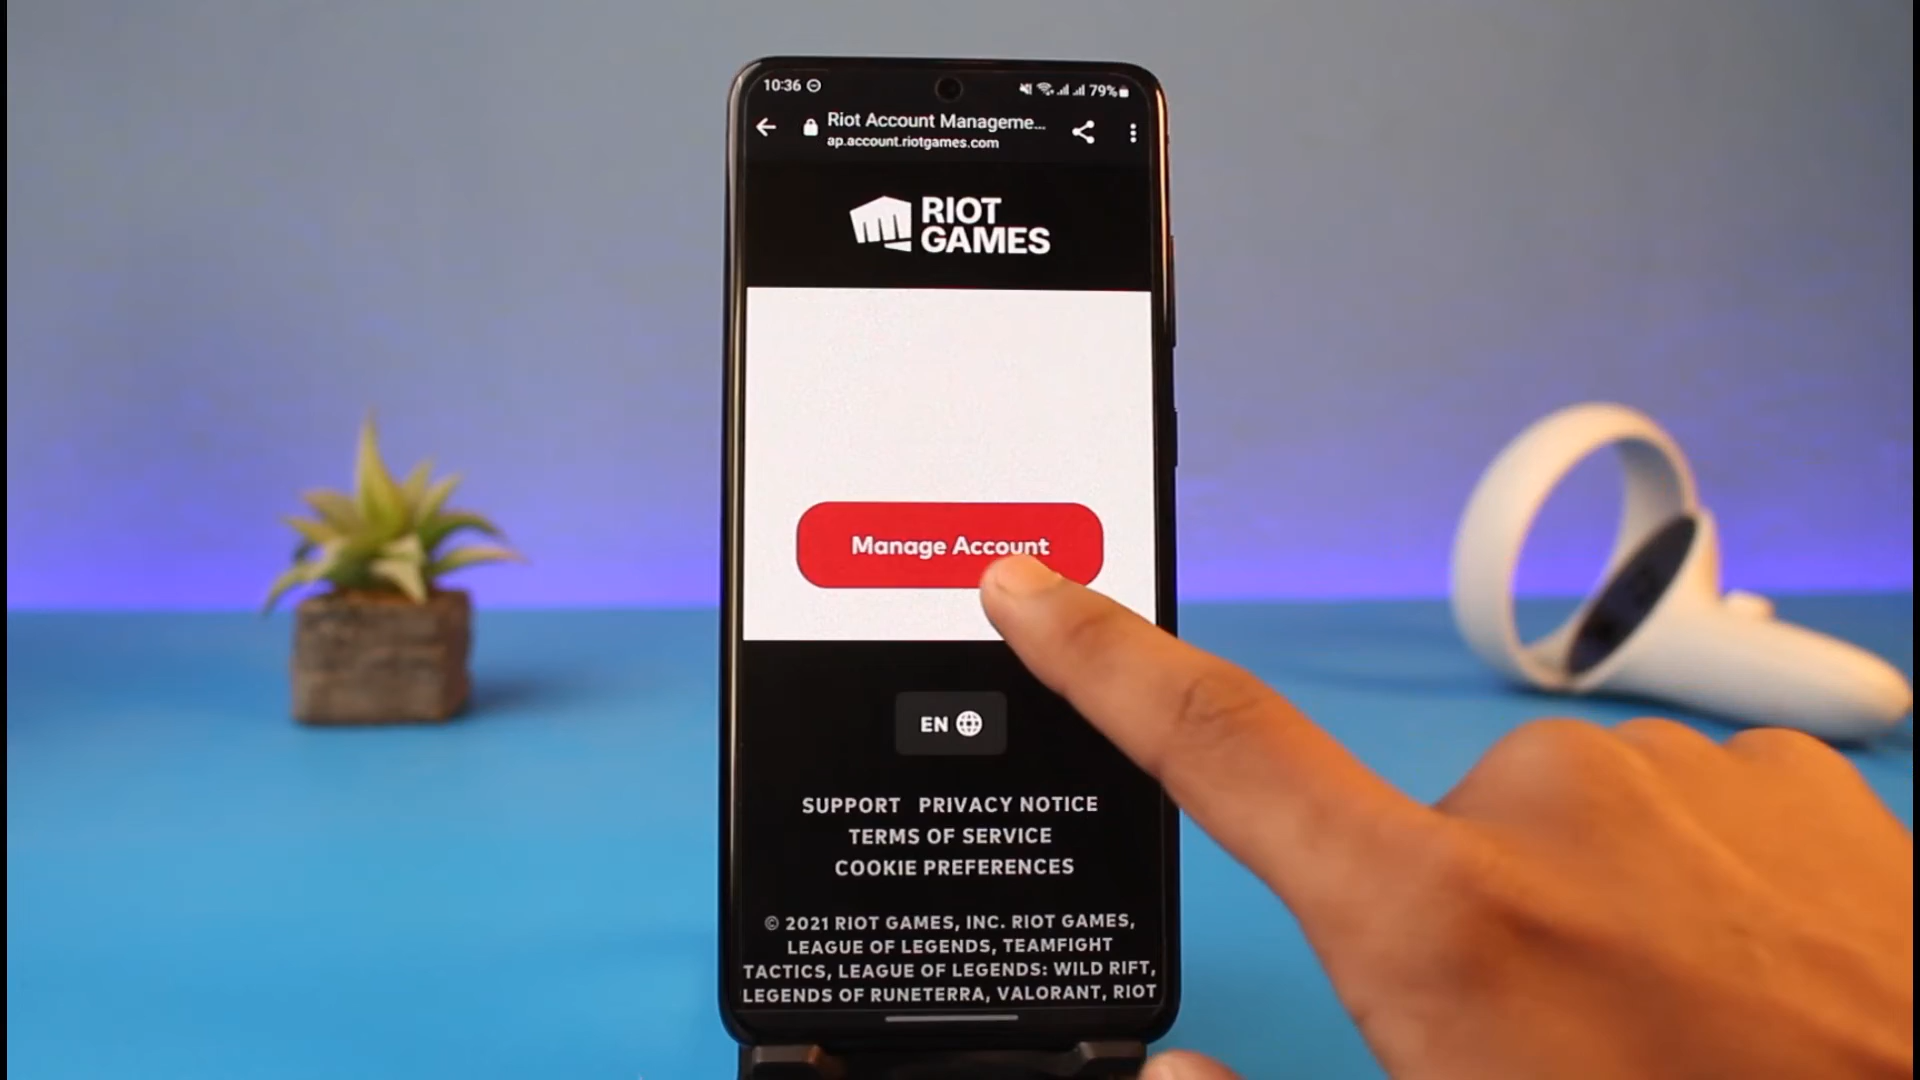 10:36
79%
Riot Account Manageme...
ap.account.riotgames.com
RIOT
GAMES
Manage Account
EN
SUPPORT PRIVACY NOTICE
TERMS OF SERVICE
COOKIE PREFERENCES
© 2021 RIOT GAMES, INC. RIOT GAMES,
LEAGUE OF LEGENDS, TEAMFIGHT
TACTICS, LEAGUE OF LEGENDS: WILD RIFT,
LEGENDS OF RUNETERRA, VALORANT, RIOT